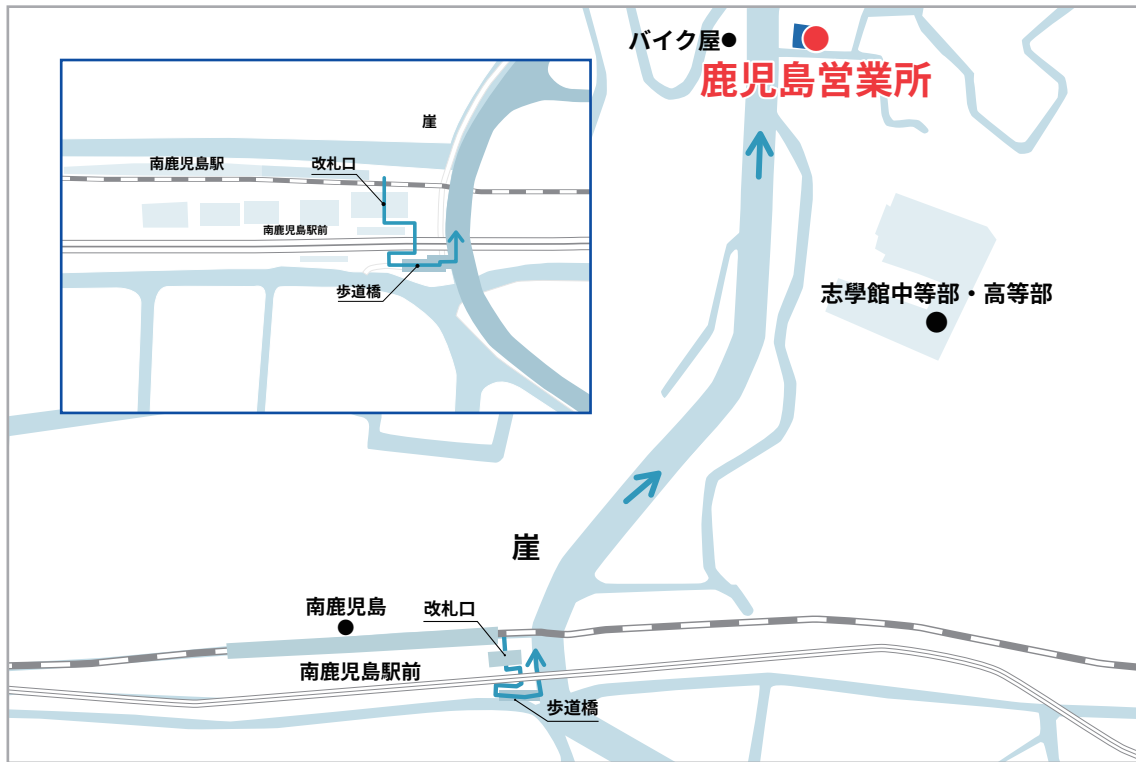 バイク屋
鹿児島営業所
崖
南鹿児島駅
改札口
南鹿児島駅前
歩道橋
志學館中等部・高等部
崖
南鹿児島
改札口
南鹿児島駅前
歩道橋